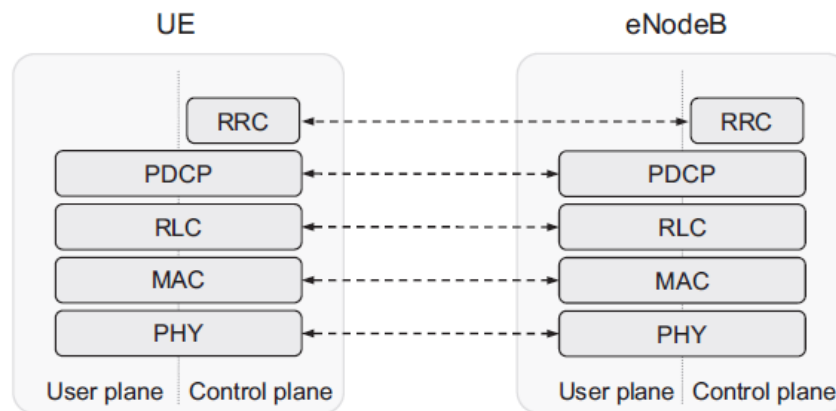 UE eNodeB
RRC RRC
PDCP PDCP
RLC RLC
MAC MAC
PHY PHY
User plane Control plane User plane Control plane